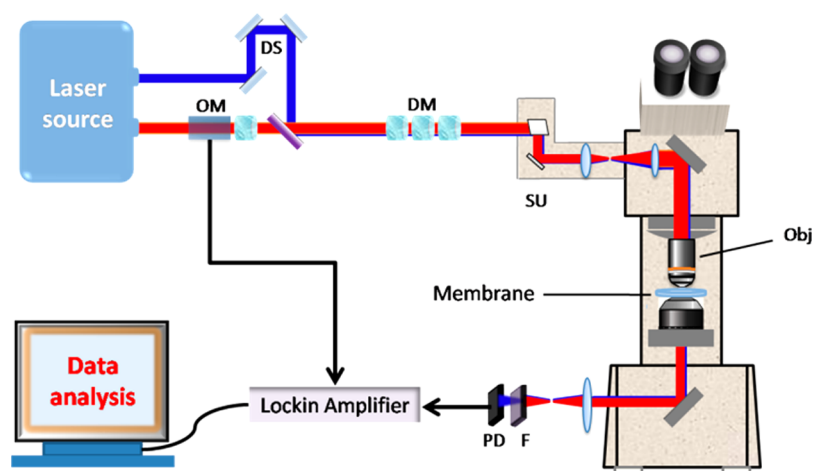 Laser
source
DS
OM
DM
SU
Obj
Membrane
Data
analysis
Lockin Amplifier
PD
F